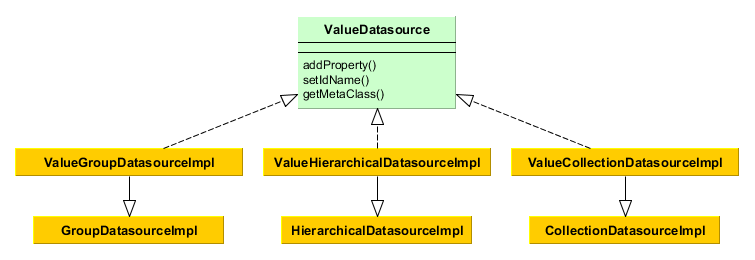 ValueDatasource
addProperty()
setIdName()
getMetaClass()
ValueGroupDatasourceImpl
ValueHierarchicalDatasourceImpl
ValueCollectionDatasourceImpl
GroupDatasourceImpl
HierarchicalDatasourceImpl
CollectionDatasourceImpl